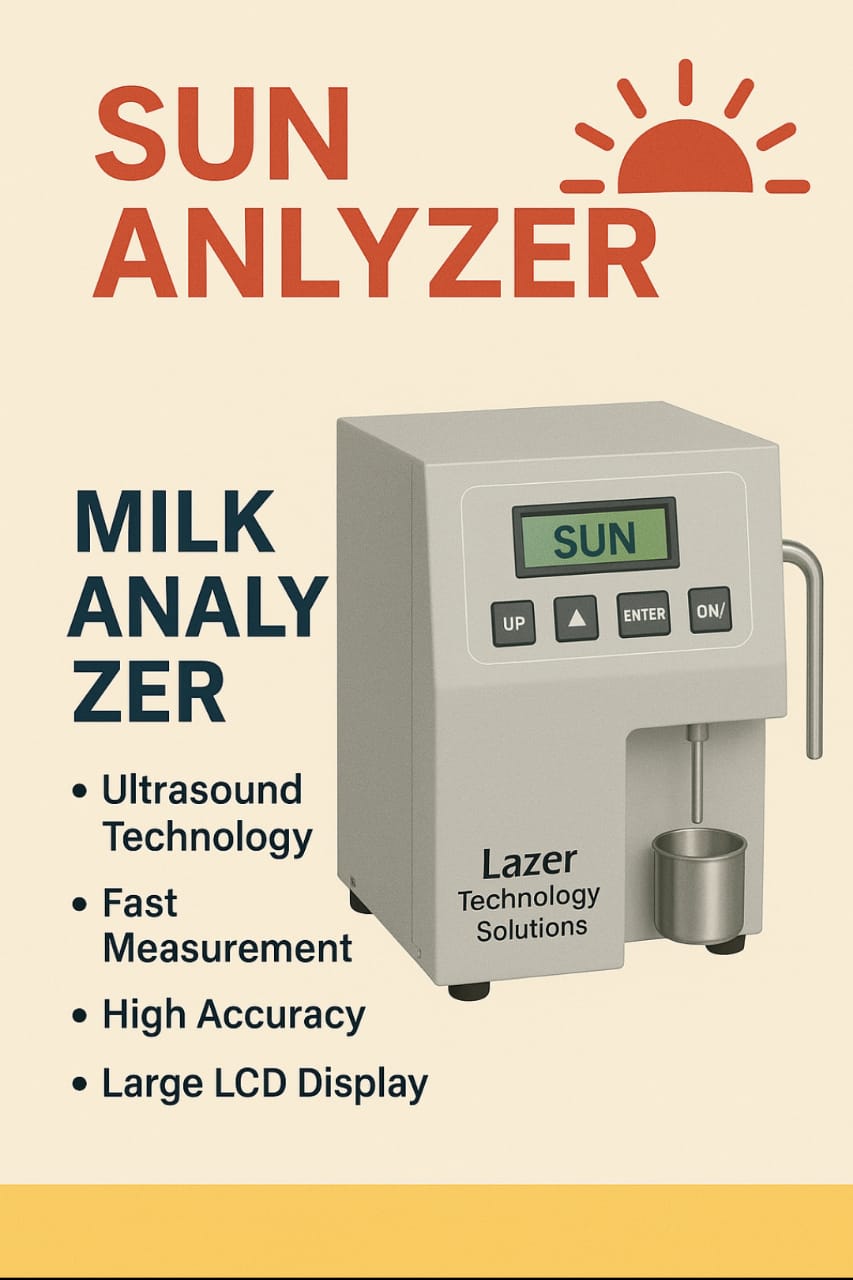 SUN
ANLYZER
MILK
ANALY
ZER
• Ultrasound
Technology
• Fast
Measurement
• High Accuracy
• Large LCD Display
SUN
UP
▲
ENTER
ON/
Lazer
Technology
Solutions